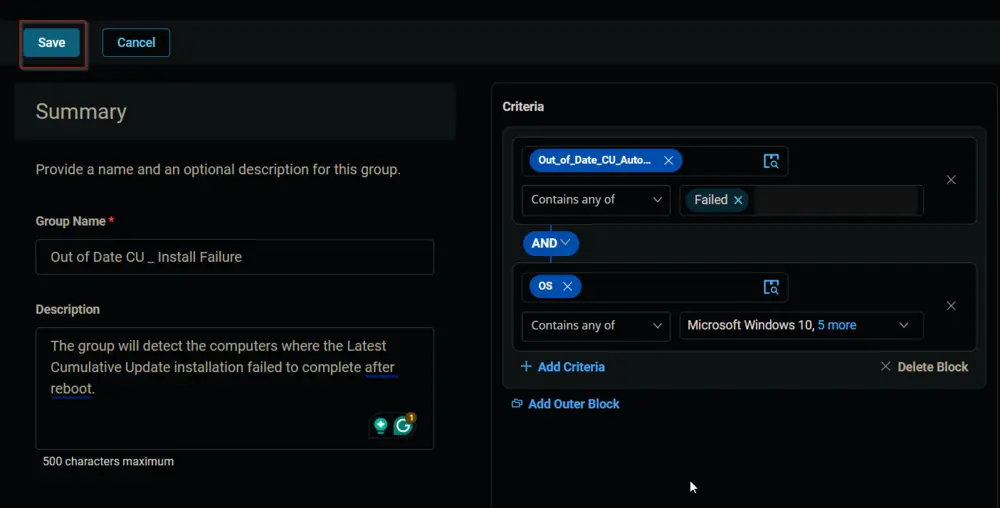 Save
Cancel
Summary
Provide a name and an optional description for this group.
Group Name *
Out of Date CU _ Install Failure
Description
The group will detect the computers where the Latest
Cumulative Update installation failed to complete after
reboot.
1
500 characters maximum
Criteria
Out_of_Date_CU_Auto...
Contains any of
Failed
AND
OS
Contains any of
Microsoft Windows 10, 5 more
Add Criteria
Delete Block
Add Outer Block